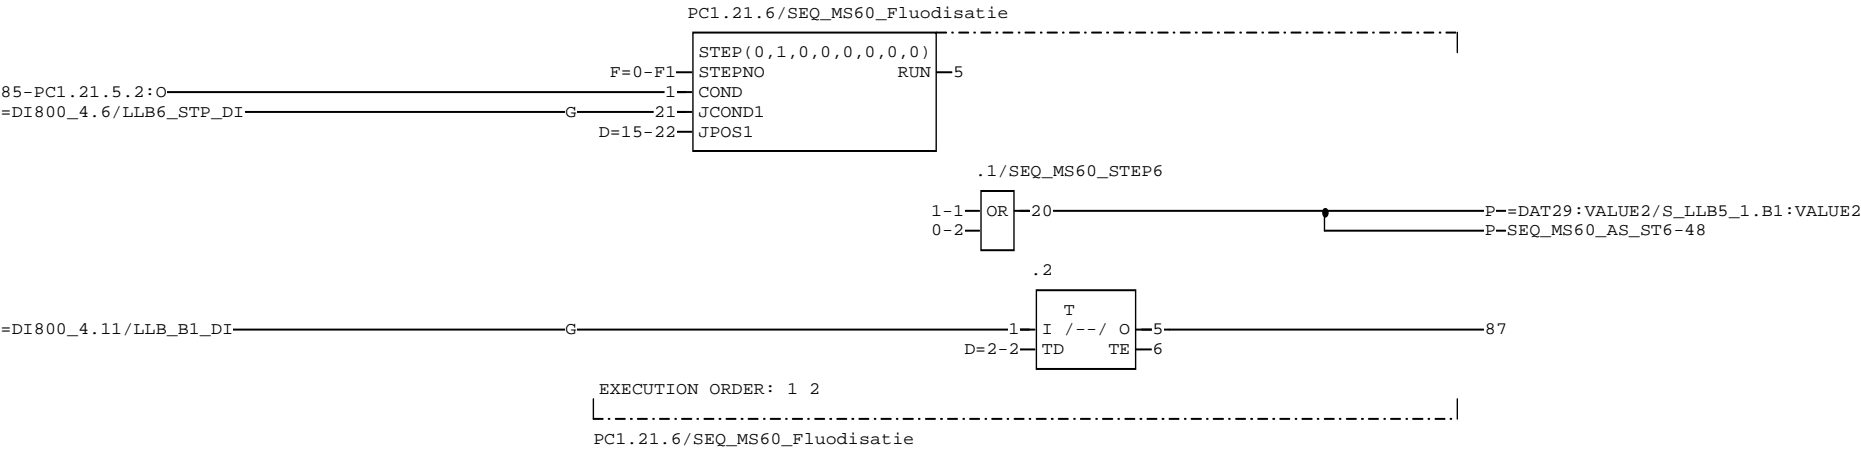 PC1.21.6/SEQ_MS60_Fluodisatie
STEP(0,1,0,0,0,0,0,0)
F=0-F1 STEPNO RUN 5
85-PC1.21.5.2:O 1 COND
=DI800_4.6/LLB6_STP_DI G 21 JCOND1
D=15-22 JPOS1
.1/SEQ_MS60_STEP6
1-1 OR 20 P-=DAT29:VALUE2/S_LLB5_1.B1:VALUE2
0-2 P-SEQ_MS60_AS_ST6-48
.2
T
=DI800_4.11/LLB_B1_DI G 1 I /--/ O 5 87
D=2-2 TD TE 6
EXECUTION ORDER: 1 2
PC1.21.6/SEQ_MS60_Fluodisatie